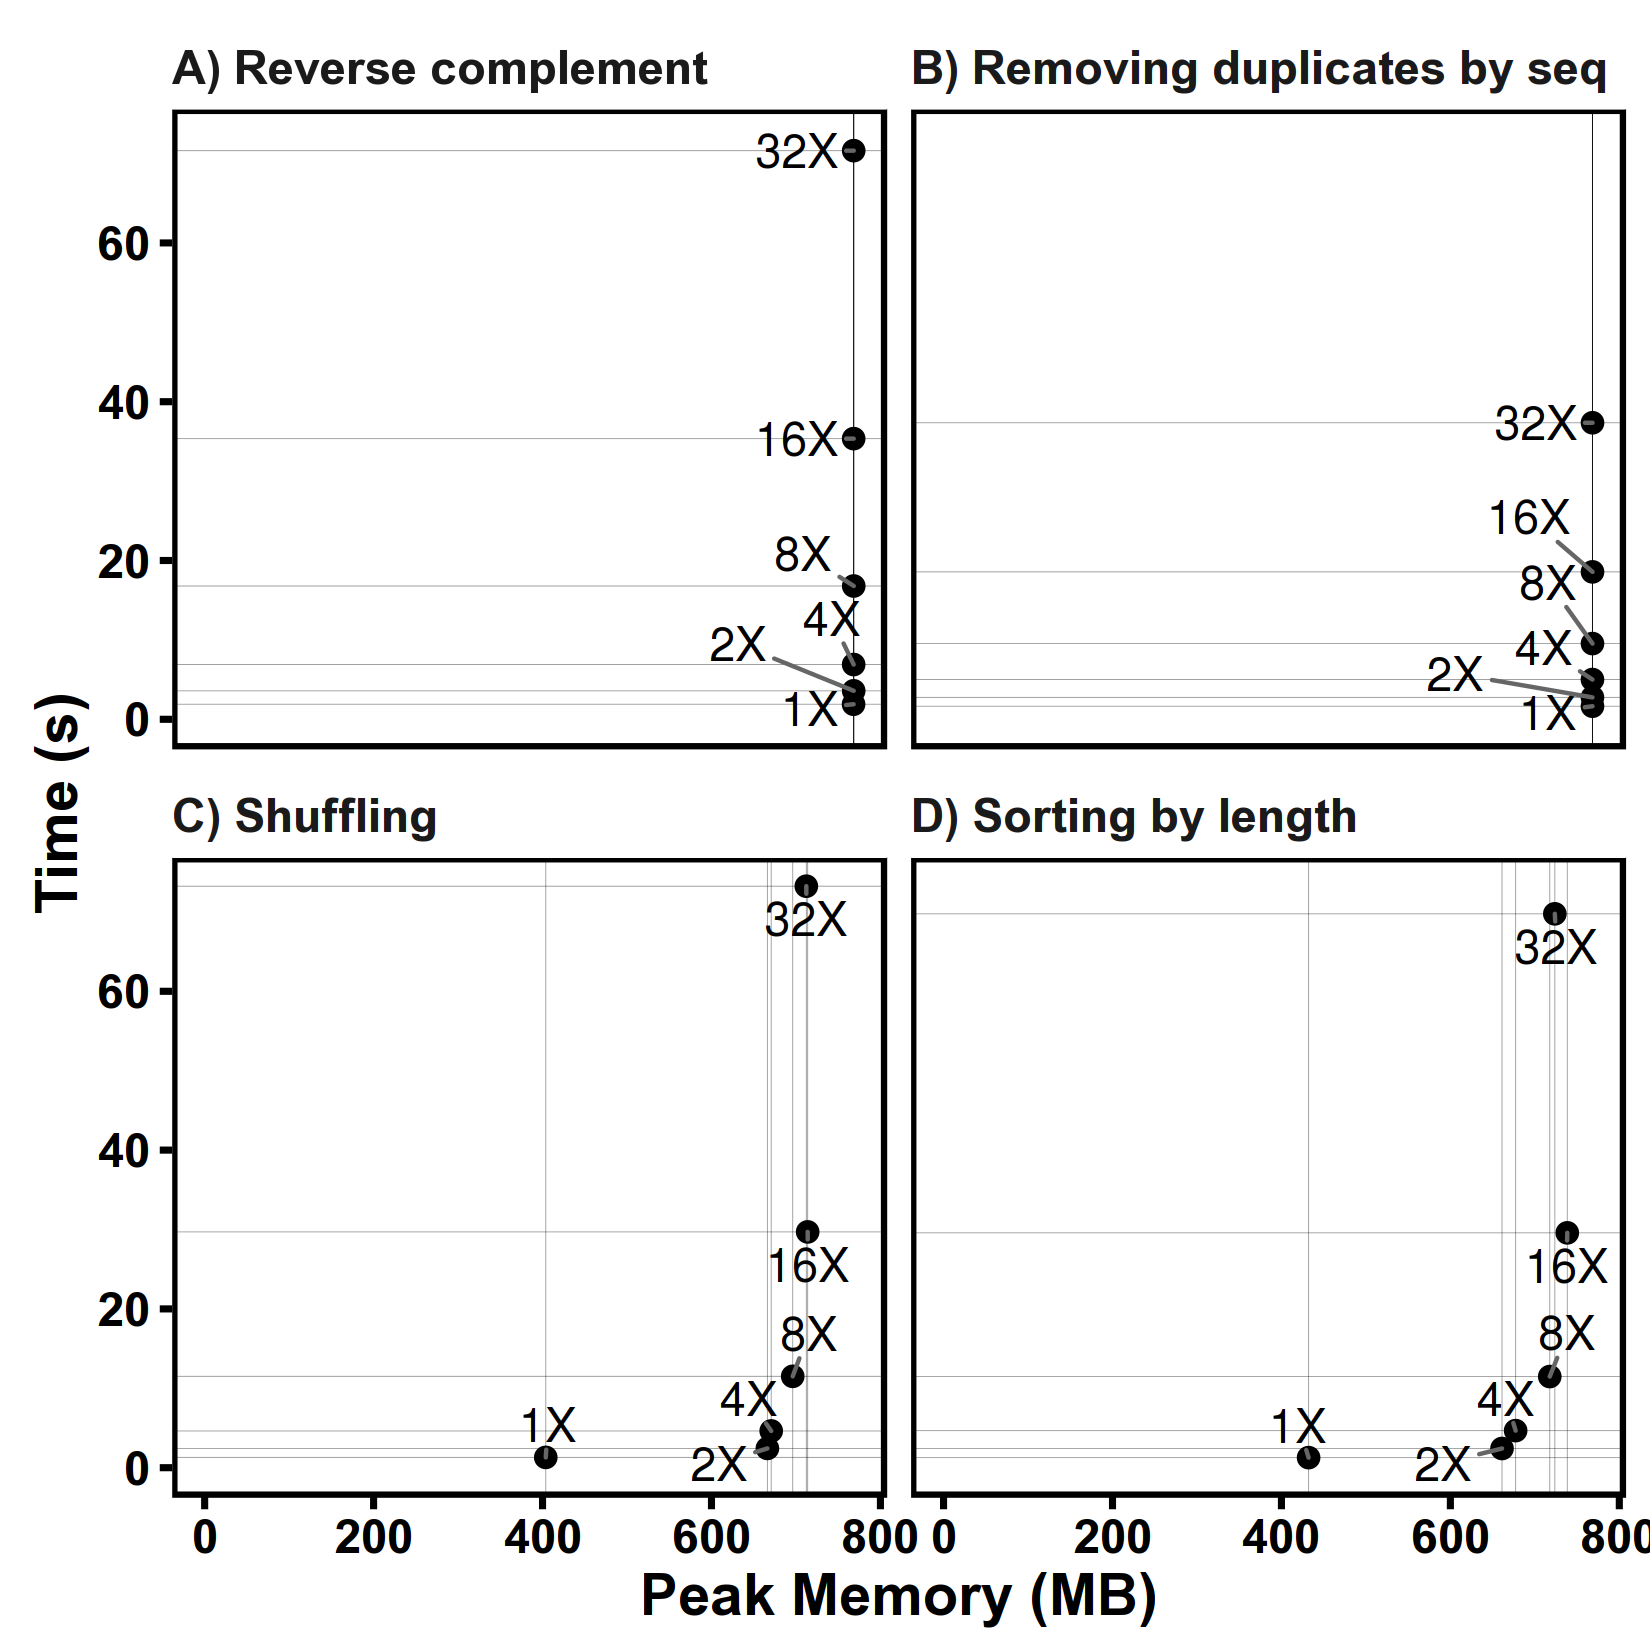 A) Reverse complement
B) Removing duplicates by seq
32X
60
40
16X
32X
16X
20
8X
8X
4X
4X
2X
2X
0
1X
1X
Time (s)
C) Shuffling
D) Sorting by length
32X
32X
60
40
16X
16X
20
8X
8X
4X
4X
1X
1X
2X
2X
0
0 200 400 600 800 0 200 400 600 800
Peak Memory (MB)